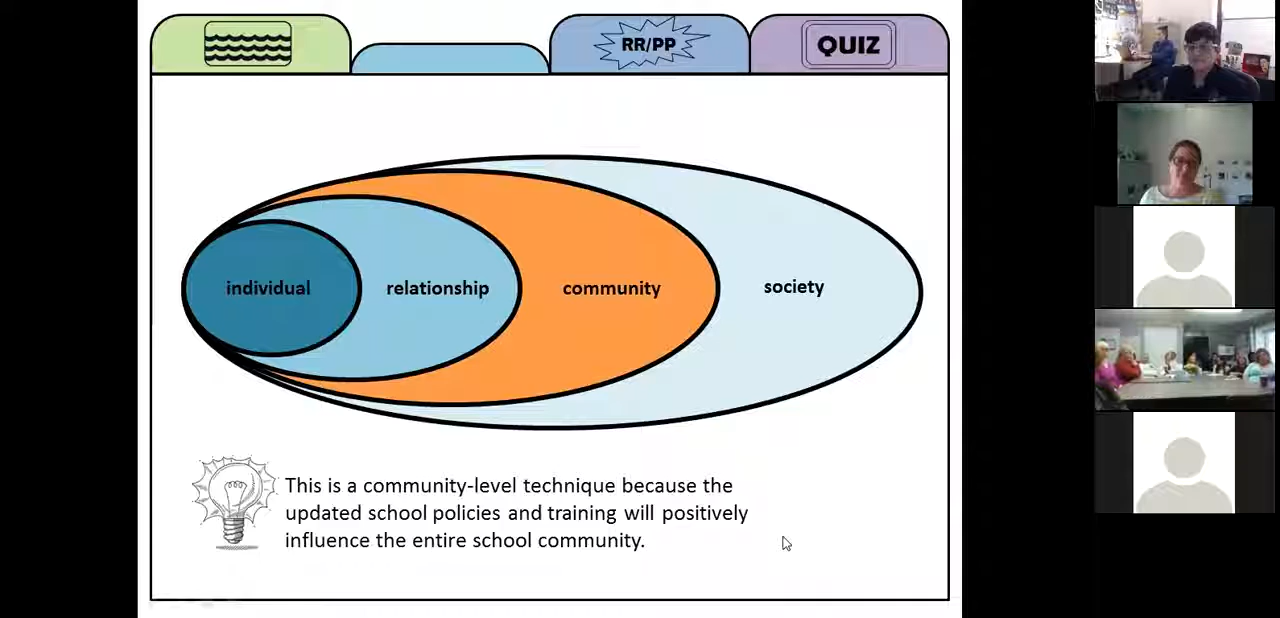 RR/PP
QUIZ
individual
relationship
community
society
This is a community-level technique because the
updated school policies and training will positively
influence the entire school community.